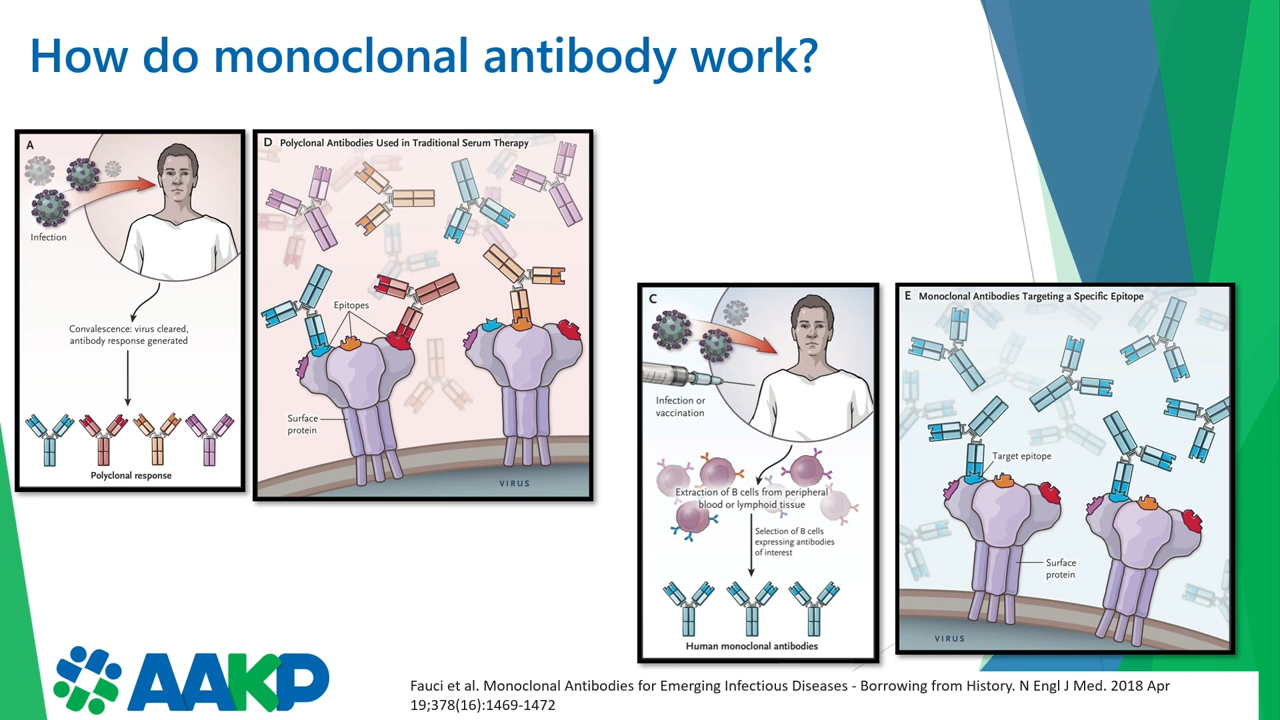 How do monoclonal antibody work?
A
Infection
Convalescence: virus cleared,
antibody response generated
Polyclonal response
D Polyclonal Antibodies Used in Traditional Serum Therapy
Epitopes
Surface
protein
VIRUS
C
Infection or
vaccination
Extraction of B cells from peripheral
blood or lymphoid tissue
Selection of B cells
expressing antibodies
of interest
Human monoclonal antibodies
E Monoclonal Antibodies Targeting a Specific Epitope
Target epitope
Surface
protein
VIRUS
AAKP
Fauci et al. Monoclonal Antibodies for Emerging Infectious Diseases - Borrowing from History. N Engl J Med. 2018 Apr
19;378(16):1469-1472